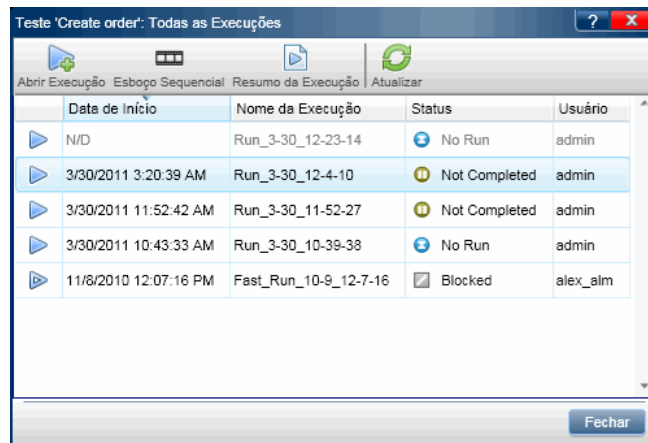 Teste 'Create order': Todas as Execuções
? X
Abrir Execução Esboço Sequencial Resumo da Execução Atualizar
Data de Início Nome da Execução Status Usuário
N/D Run_3-30_12-23-14 No Run admin
3/30/2011 3:20:39 AM Run_3-30_12-4-10 Not Completed admin
3/30/2011 11:52:42 AM Run_3-30_11-52-27 Not Completed admin
3/30/2011 10:43:33 AM Run_3-30_10-39-38 No Run admin
11/8/2010 12:07:16 PM Fast_Run_10-9_12-7-16 Blocked alex_alm
Fechar